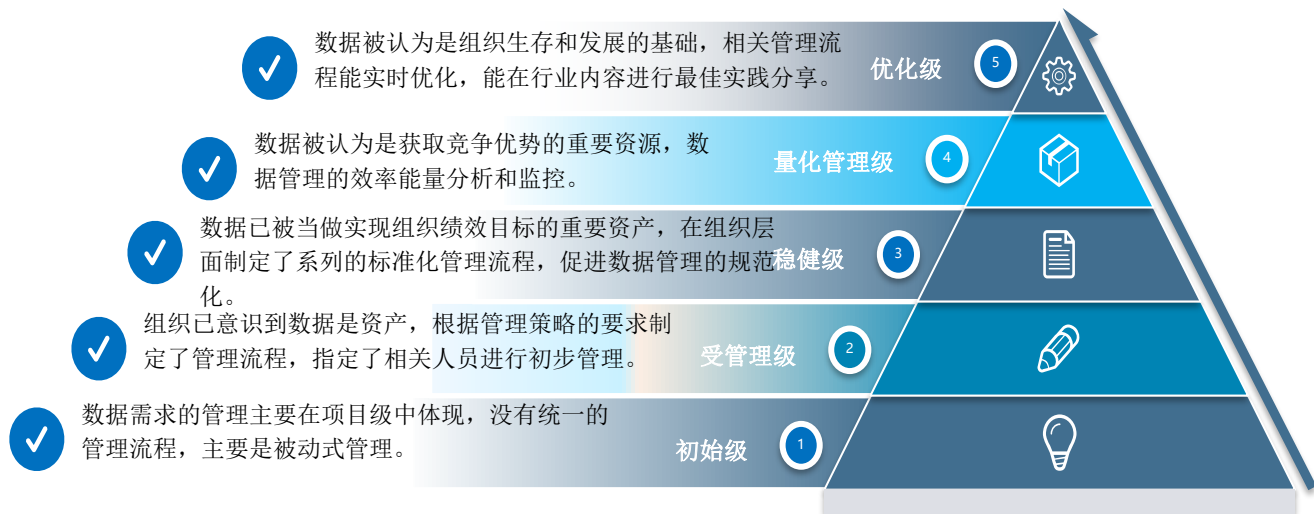 数据被认为是组织生存和发展的基础，相关管理流
程能实时优化，能在行业内容进行最佳实践分享。
优化级
5
数据被认为是获取竞争优势的重要资源，数
据管理的效率能量分析和监控。
量化管理级
4
数据已被当做实现组织绩效目标的重要资产，在组织层
面制定了系列的标准化管理流程，促进数据管理的规范
化。
稳健级
3
组织已意识到数据是资产，根据管理策略的要求制
定了管理流程，指定了相关人员进行初步管理。
受管理级
2
数据需求的管理主要在项目级中体现，没有统一的
管理流程，主要是被动式管理。
初始级
1